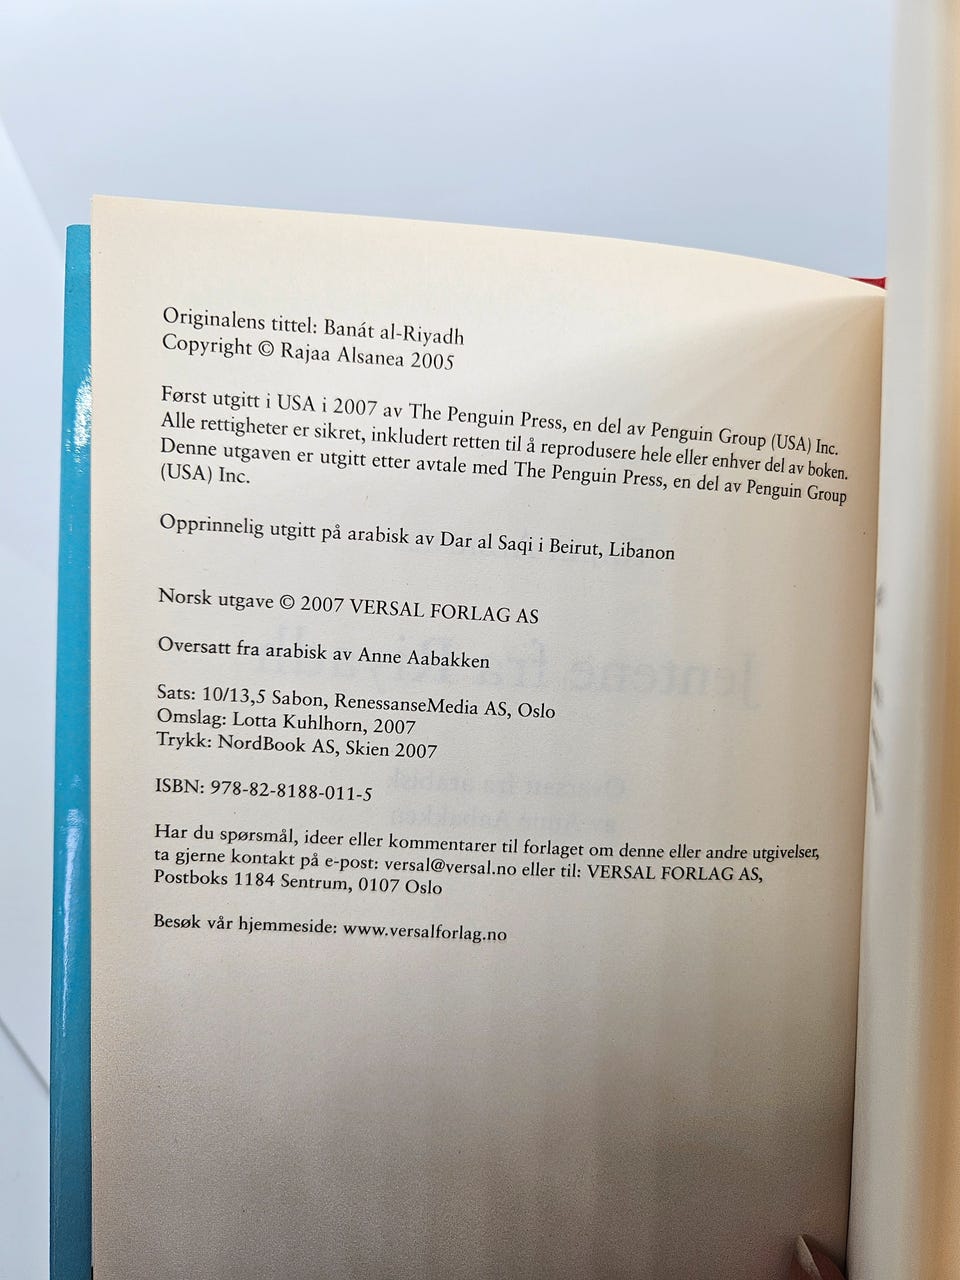 Originalens tittel: Banát al-Riyadh
Copyright © Rajaa Alsanea 2005
Først utgitt i USA i 2007 av The Penguin Press, en del av Penguin Group (USA) Inc.
Alle rettigheter er sikret, inkludert retten til å reprodusere hele eller enhver del av boken.
Denne utgaven er utgitt etter avtale med The Penguin Press, en del av Penguin Group
(USA) Inc.
Opprinnelig utgitt på arabisk av Dar al Saqi i Beirut, Libanon
Norsk utgave © 2007 VERSAL FORLAG AS
Oversatt fra arabisk av Anne Aabakken
Sats: 10/13,5 Sabon, RenessanseMedia AS, Oslo
Omslag: Lotta Kuhlhorn, 2007
Trykk: NordBook AS, Skien 2007
ISBN: 978-82-8188-011-5
Har du spørsmål, ideer eller kommentarer til forlaget om denne eller andre utgivelser,
ta gjerne kontakt på e-post: versal@versal.no eller til: VERSAL FORLAG AS,
Postboks 1184 Sentrum, 0107 Oslo
Besøk vår hjemmeside: www.versalforlag.no